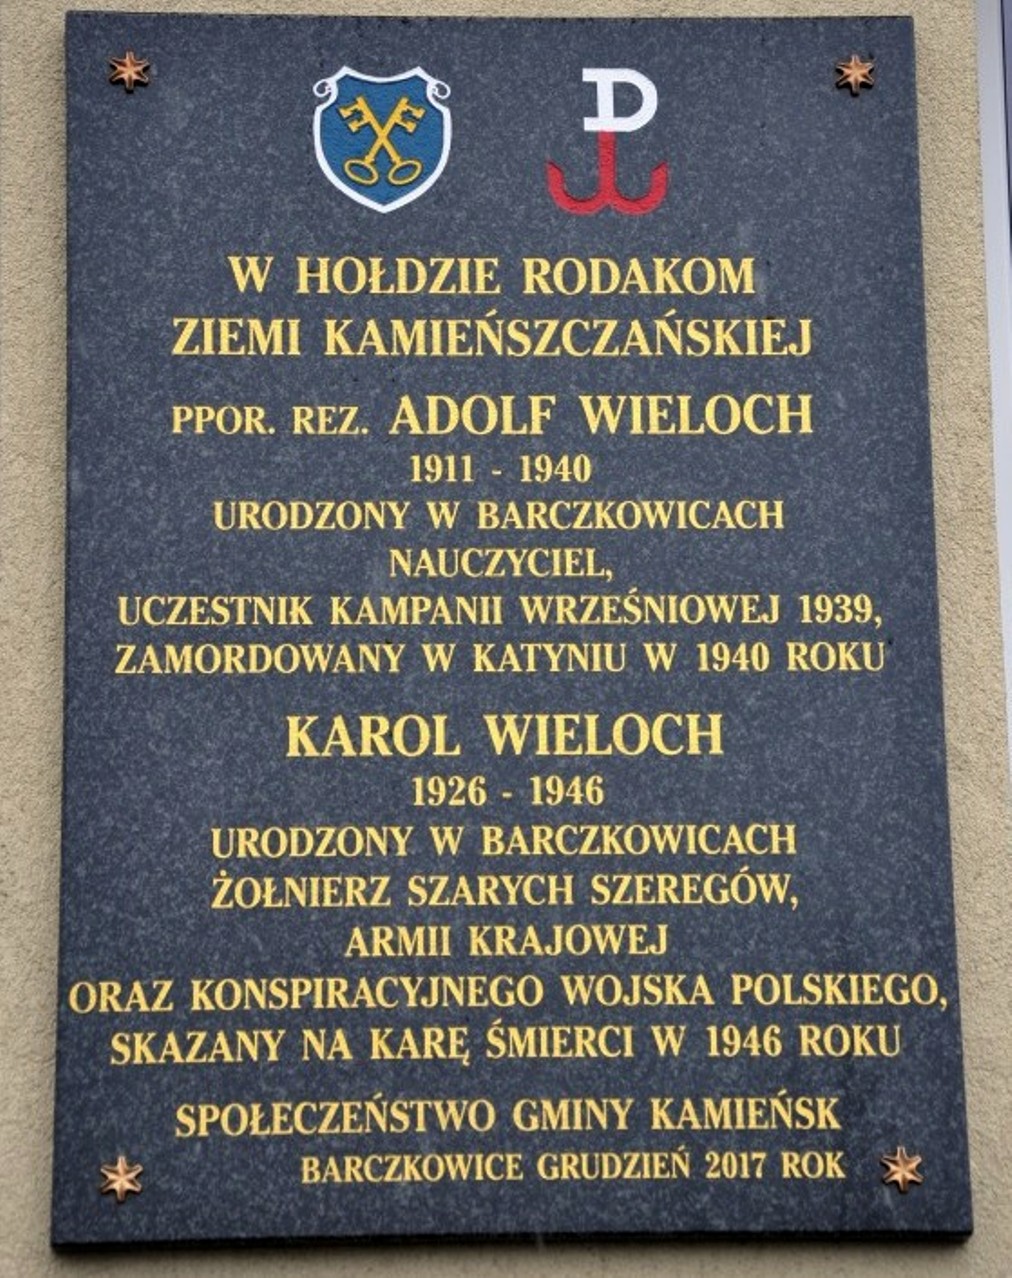 W HOŁDZIE RODAKOM
ZIEMI KAMIEŃSZCZAŃSKIEJ
PPOR. REZ. ADOLF WIELOCH
1911 - 1940
URODZONY W BARCZKOWICACH
NAUCZYCIEL,
UCZESTNIK KAMPANII WRZEŚNIOWEJ 1939,
ZAMORDOWANY W KATYNIU W 1940 ROKU
KAROL WIELOCH
1926 - 1946
URODZONY W BARCZKOWICACH
ŻOŁNIERZ SZARYCH SZEREGÓW,
ARMII KRAJOWEJ
ORAZ KONSPIRACYJNEGO WOJSKA POLSKIEGO,
SKAZANY NA KARĘ ŚMIERCI W 1946 ROKU
SPOŁECZEŃSTWO GMINY KAMIEŃSK
BARCZKOWICE GRUDZIEŃ 2017 ROK